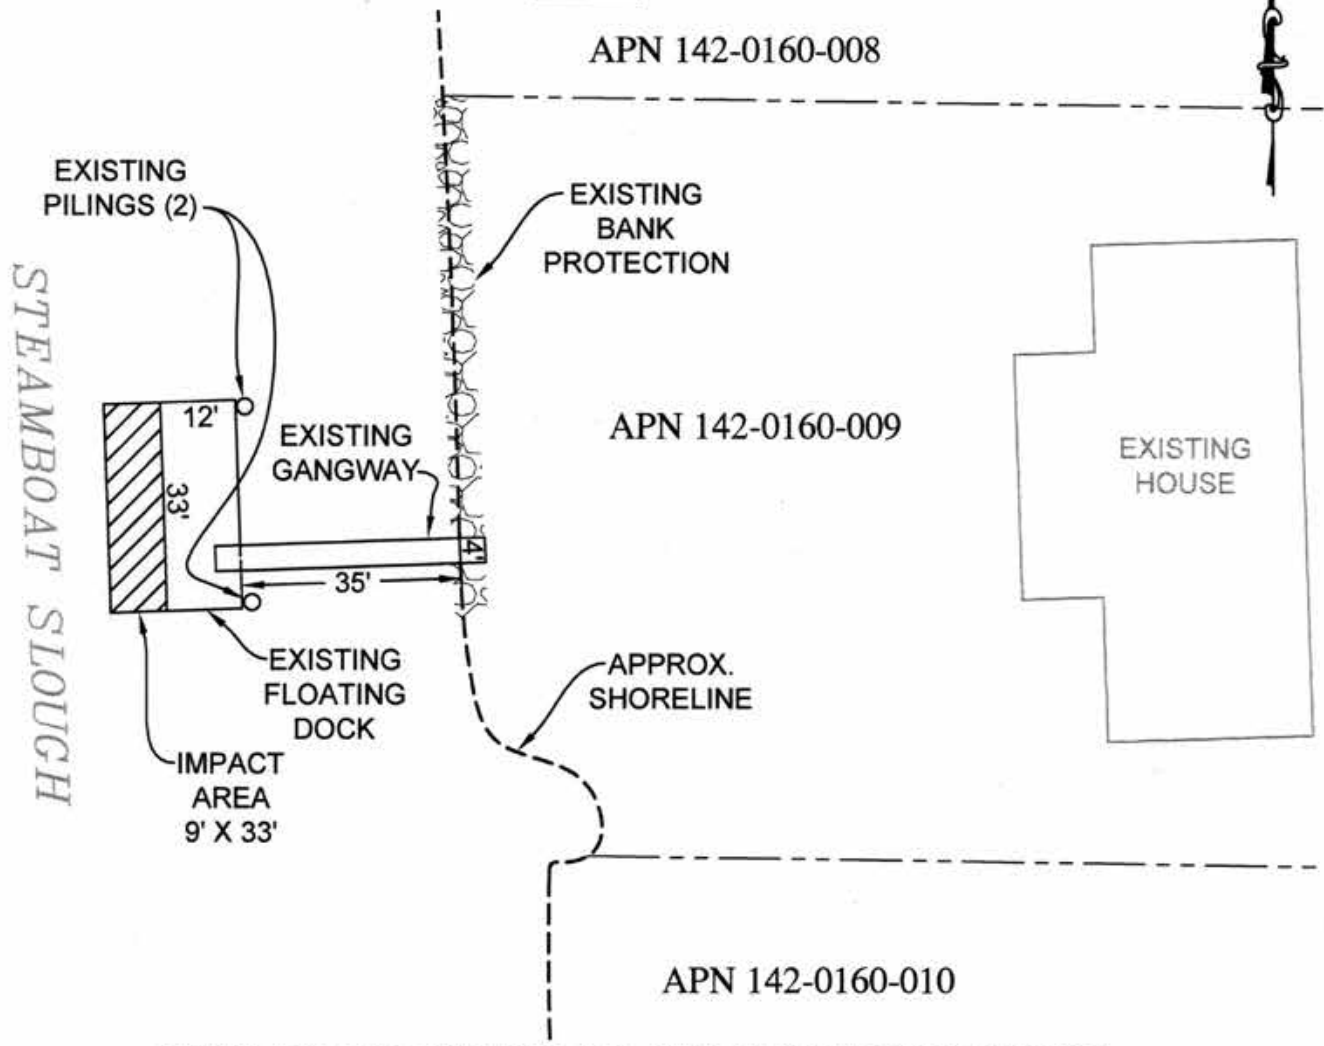 APN 142-0160-008
EXISTING
PILINGS (2)
EXISTING
BANK
PROTECTION
STEAMBOAT SLOUGH
12'
33'
EXISTING
GANGWAY
APN 142-0160-009
EXISTING
HOUSE
4'
35'
EXISTING
FLOATING
DOCK
APPROX.
SHORELINE
IMPACT
AREA
9' X 33'
APN 142-0160-010